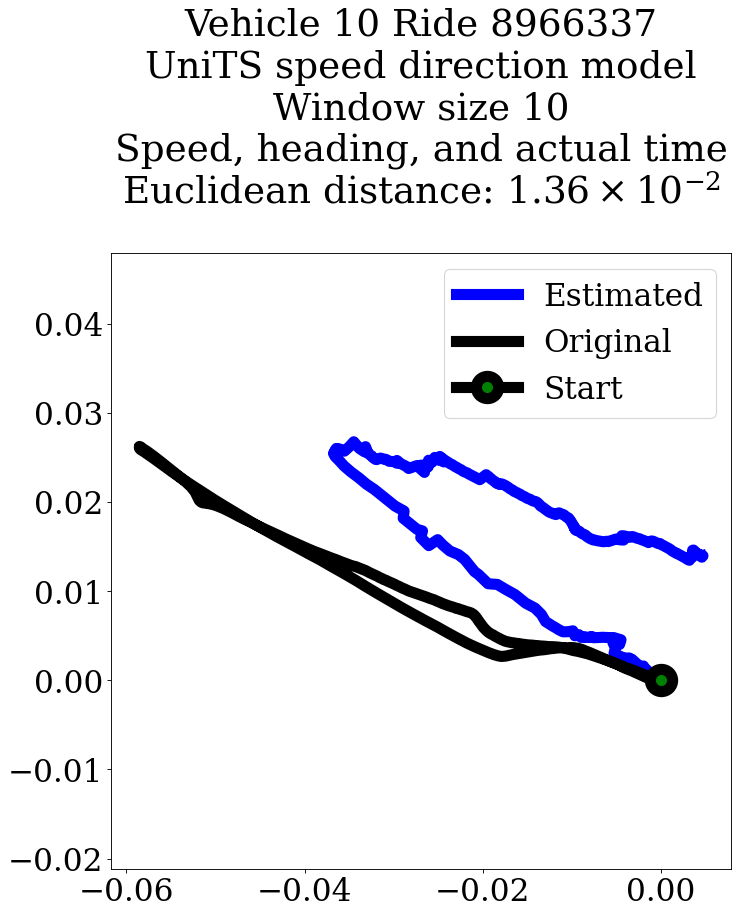 Vehicle 10 Ride 8966337
UniTS speed direction model
Window size 10
Speed, heading, and actual time
Euclidean distance: 1.36 × 10⁻²
Estimated
Original
Start
0.04
0.03
0.02
0.01
0.00
−0.01
−0.02
−0.06
−0.04
−0.02
0.00